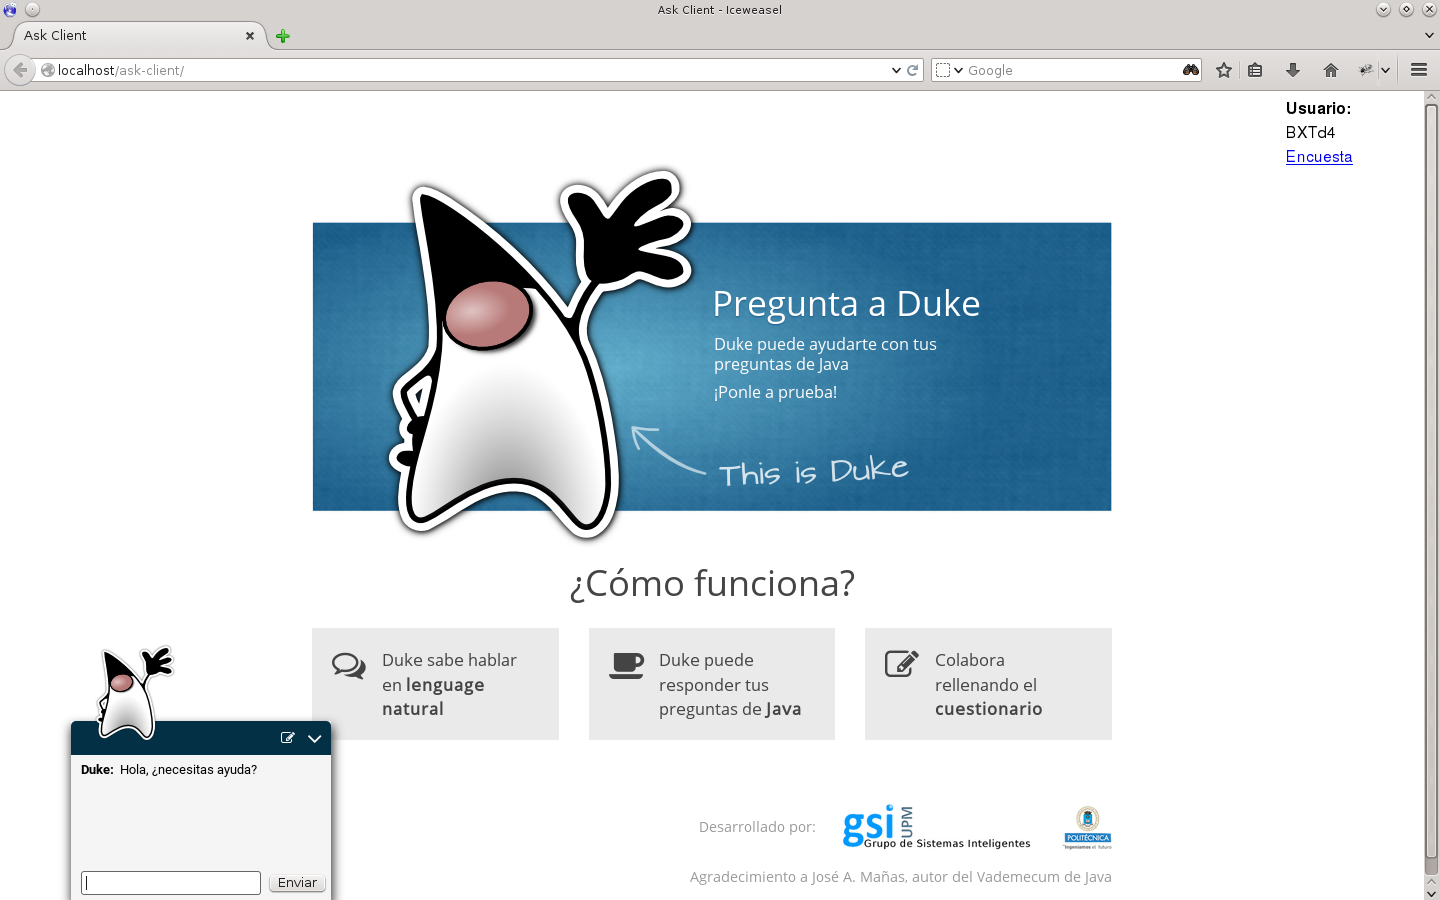 Ask Client - Iceweasel
Ask Client
localhost/ask-client/
Google
Usuario:
BXTd4
Encuesta
Pregunta a Duke
Duke puede ayudarte con tus
preguntas de Java
¡Ponle a prueba!
This is Duke
¿Cómo funciona?
Duke sabe hablar
en lenguage
natural
Duke puede
responder tus
preguntas de Java
Colabora
rellenando el
cuestionario
Duke: Hola, ¿necesitas ayuda?
Enviar
Desarrollado por:
gsi UPM
Grupo de Sistemas Inteligentes
POLITÉCNICA
"Ingeniamos el futuro"
Agradecimiento a José A. Mañas, autor del Vademecum de Java